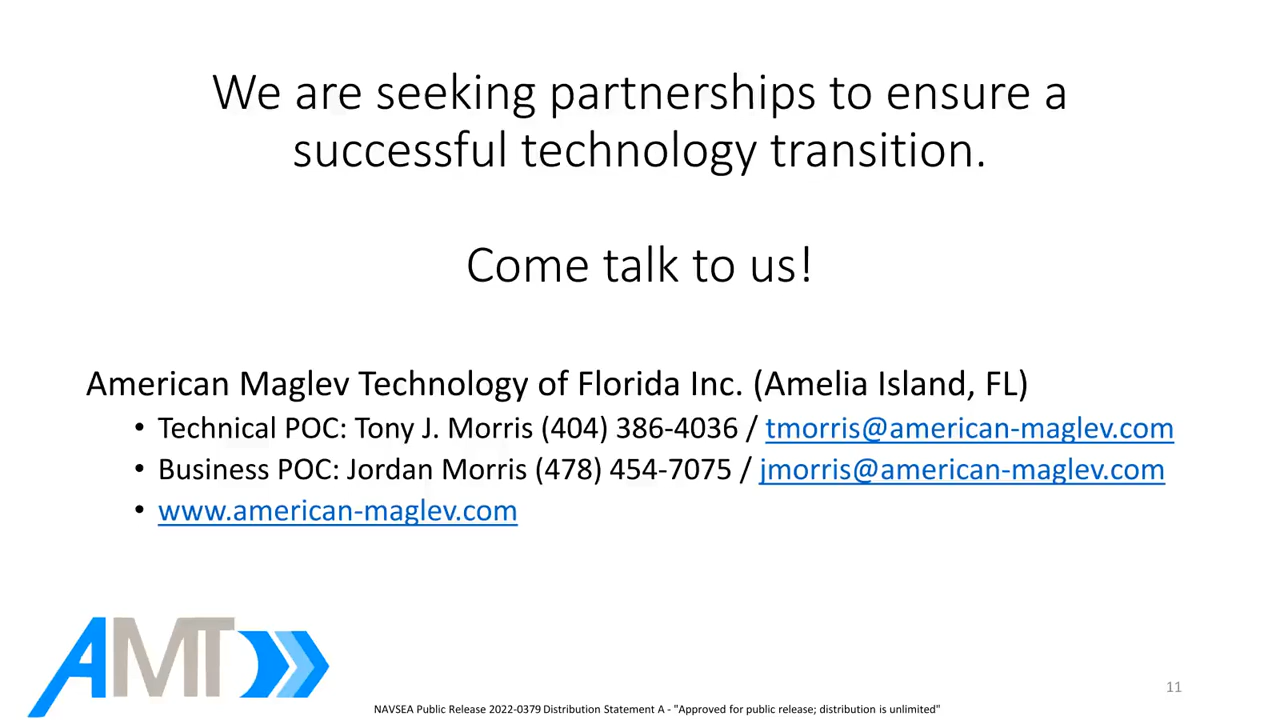 We are seeking partnerships to ensure a
successful technology transition.
Come talk to us!
American Maglev Technology of Florida Inc. (Amelia Island, FL)
• Technical POC: Tony J. Morris (404) 386-4036 / tmorris@american-maglev.com
• Business POC: Jordan Morris (478) 454-7075 / jmorris@american-maglev.com
• www.american-maglev.com
AMT
11
NAVSEA Public Release 2022-0379 Distribution Statement A - "Approved for public release; distribution is unlimited"